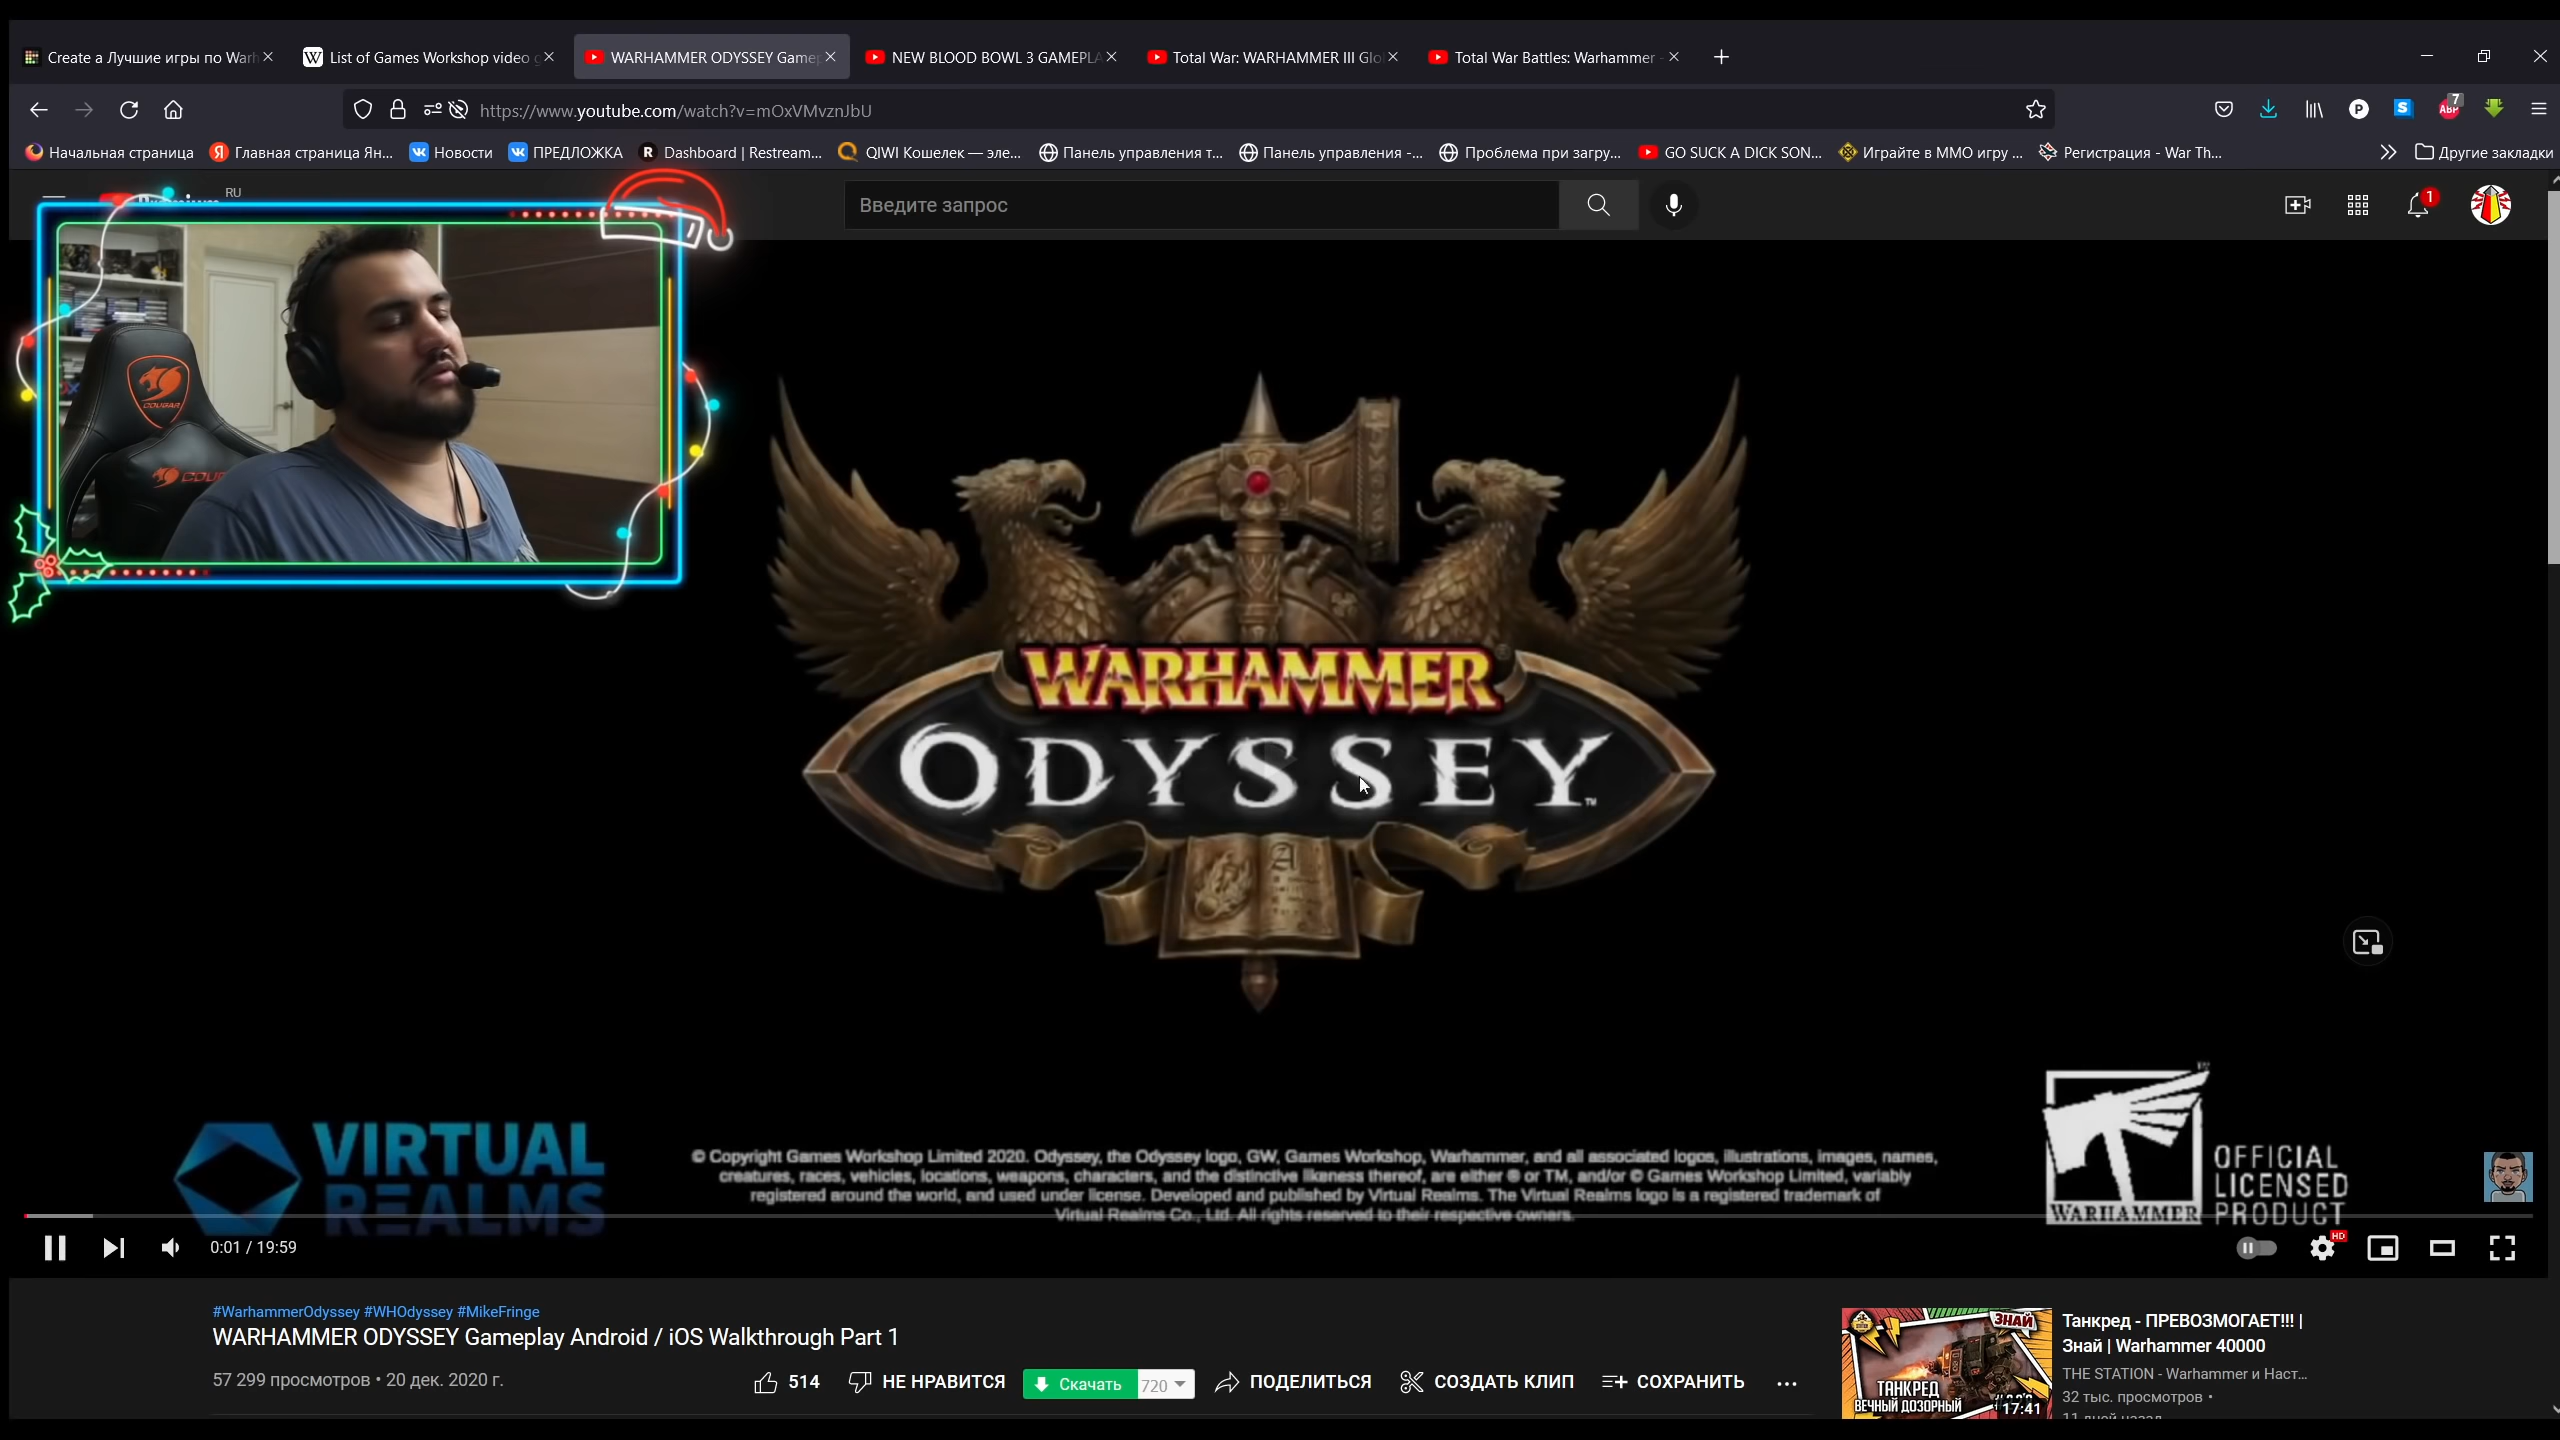 Create a Лучшие игры по Warh
List of Games Workshop video g
WARHAMMER ODYSSEY Gamep
NEW BLOOD BOWL 3 GAMEPLA
Total War: WARHAMMER III Glo
Total War Battles: Warhammer -
https://www.youtube.com/watch?v=mOxVMvznJbU
7
ABP
Начальная страница
Главная страница Ян...
Новости
ПРЕДЛОЖКА
Dashboard | Restream...
QIWI Кошелек — эле...
Панель управления т...
Панель управления -...
Проблема при загру...
GO SUCK A DICK SON...
Играйте в ММО игру ...
Регистрация - War Th...
Другие закладки
RU
Введите запрос
1
COUGAR
WARHAMMER
ODYSSEY
VIRTUAL
REALMS
© Copyright Games Workshop Limited 2020. Odyssey, the Odyssey logo, GW, Games Workshop, Warhammer, and all associated logos, illustrations, images, names,
creatures, races, vehicles, locations, weapons, characters, and the distinctive likeness thereof, are either ® or TM, and/or © Games Workshop Limited, variably
registered around the world, and used under license. Developed and published by Virtual Realms. The Virtual Realms logo is a registered trademark of
Virtual Realms Co., Ltd. All rights reserved to their respective owners.
WARHAMMER
OFFICIAL
LICENSED
PRODUCT
0:01 / 19:59
HD
#WarhammerOdyssey #WHOdyssey #MikeFringe
WARHAMMER ODYSSEY Gameplay Android / iOS Walkthrough Part 1
57 299 просмотров • 20 дек. 2020 г.
514
НЕ НРАВИТСЯ
Скачать
720
ПОДЕЛИТЬСЯ
СОЗДАТЬ КЛИП
СОХРАНИТЬ
ЗНАЙ
ТАНКРЕД
ВЕЧНЫЙ ДОЗОРНЫЙ
17:41
Танкред - ПРЕВОЗМОГАЕТ!!! |
Знай | Warhammer 40000
THE STATION - Warhammer и Наст...
32 тыс. просмотров •
11 дней назад